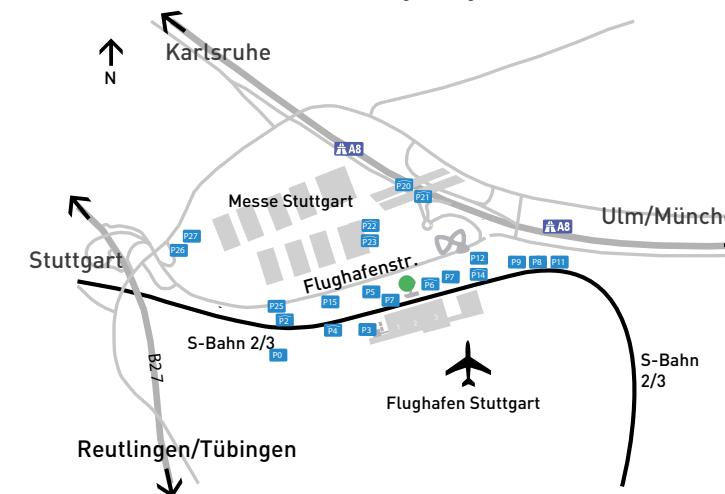 Karlsruhe
N
A8
P20
P21
Messe Stuttgart
P22
P23
A8
Ulm/Münch
P27
P26
Stuttgart
Flughafenstr.
P12
P14
P9
P8
P11
P7
P6
P5
P7
P15
P25
P2
P4
P3
1
2
3
S-Bahn 2/3
P0
B27
S-Bahn
2/3
Flughafen Stuttgart
Reutlingen/Tübingen